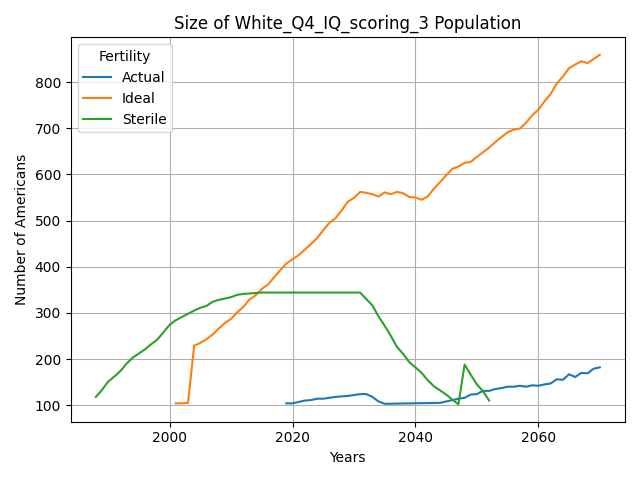 Size of White_Q4_IQ_scoring_3 Population
Fertility
Actual
Ideal
Sterile
Number of Americans
800
700
600
500
400
300
200
100
2000
2020
2040
2060
Years